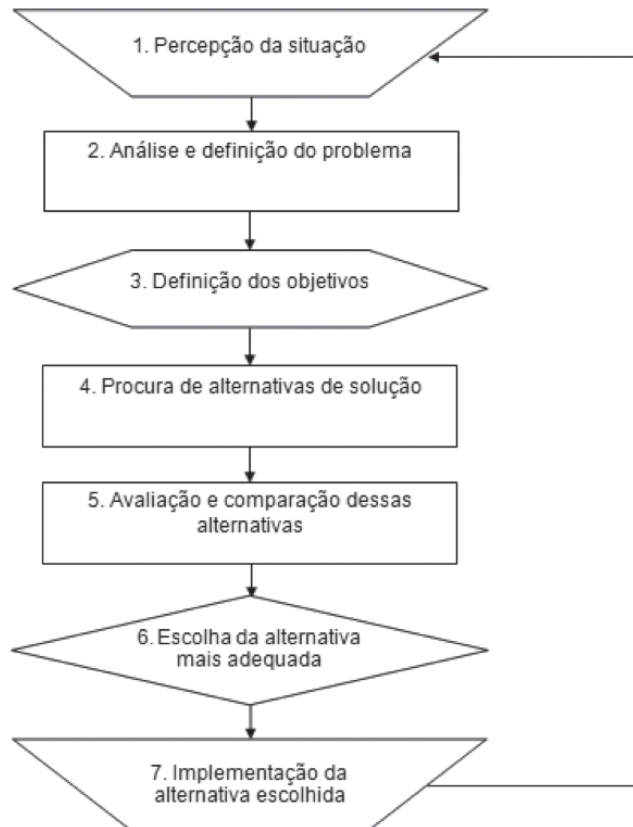 1. Percepção da situação
2. Análise e definição do problema
3. Definição dos objetivos
4. Procura de alternativas de solução
5. Avaliação e comparação dessas
alternativas
6. Escolha da alternativa
mais adequada
7. Implementação da
alternativa escolhida